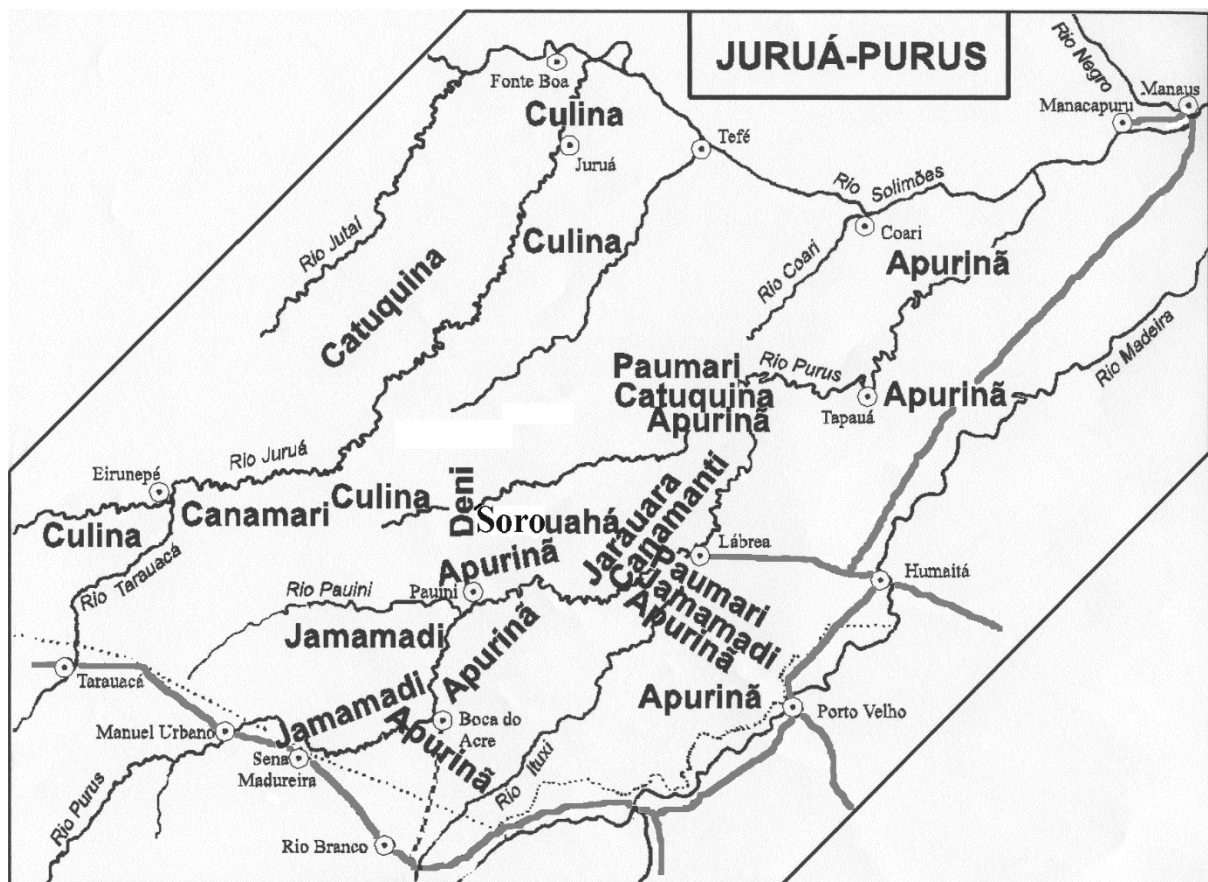 JURUÁ-PURUS
Rio Negro
Manaus
Manacapuru
Fonte Boa
Culina
Juruá
Tefé
Rio Solimões
Rio Jutaí
Culina
Coari
Rio Coari
Apurinã
Catuquina
Rio Madeira
Paumari
Rio Purus
Catuquina
Apurinã
Tapauá
Apurinã
Rio Juruá
Eirunepé
Deni
Culina
Canamari
Culina
Sorouahá
Jarauara
Canamanti
Apurinã
Lábrea
Paumari
Jamamadi
Apurinã
Humaitá
Rio Tarauacá
Rio Pauini
Pauini
Jamamadi
Apurinã
Tarauacá
Jamamadi
Apurinã
Apurinã
Porto Velho
Boca do
Acre
Manuel Urbano
Sena
Madureira
Rio Ituxi
Rio Purus
Rio Branco